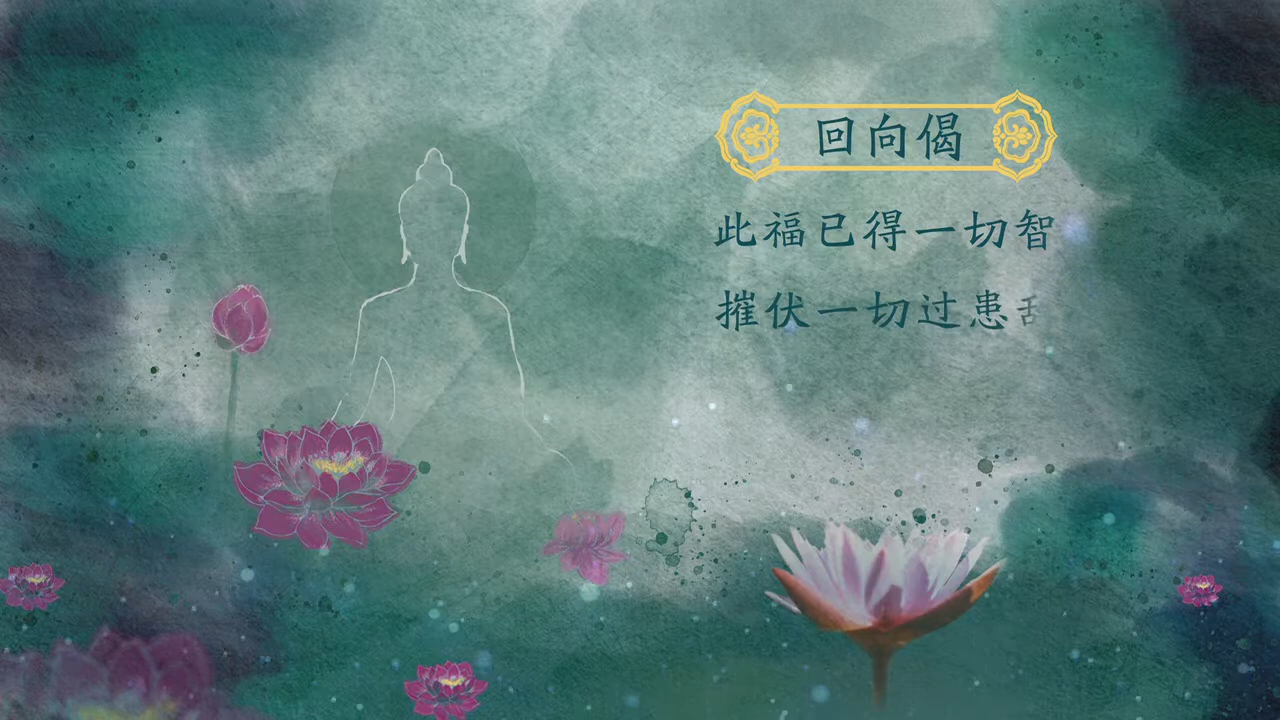 回向偈
此福已得一切智
摧伏一切过患